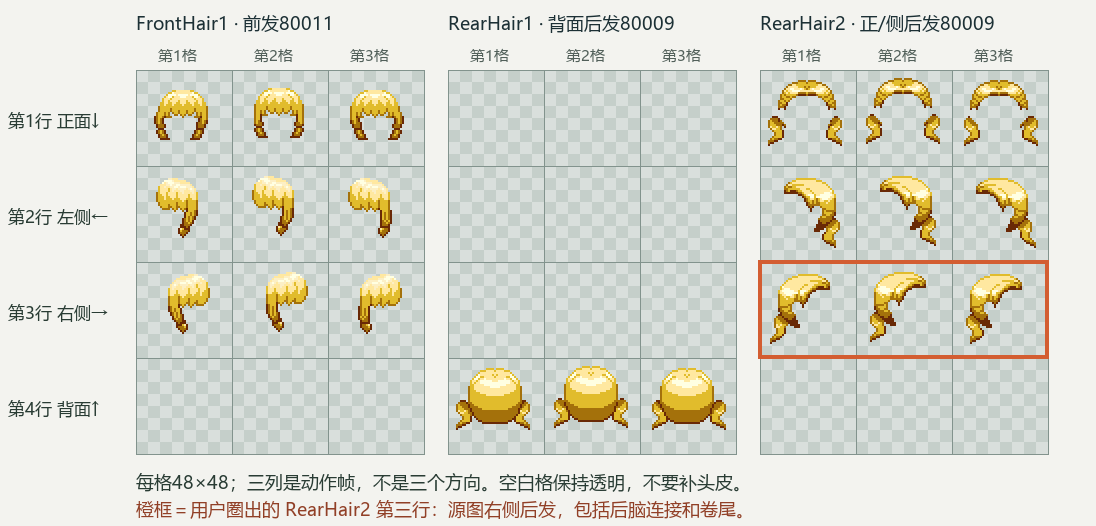 FrontHair1 · 前发80011
RearHair1 · 背面后发80009
RearHair2 · 正/侧后发80009
第1格 第2格 第3格 第1格 第2格 第3格 第1格 第2格 第3格
第1行 正面↓
第2行 左侧←
第3行 右侧→
第4行 背面↑
每格48×48；三列是动作帧，不是三个方向。空白格保持透明，不要补头皮。
橙框＝用户圈出的 RearHair2 第三行：源图右侧后发，包括后脑连接和卷尾。